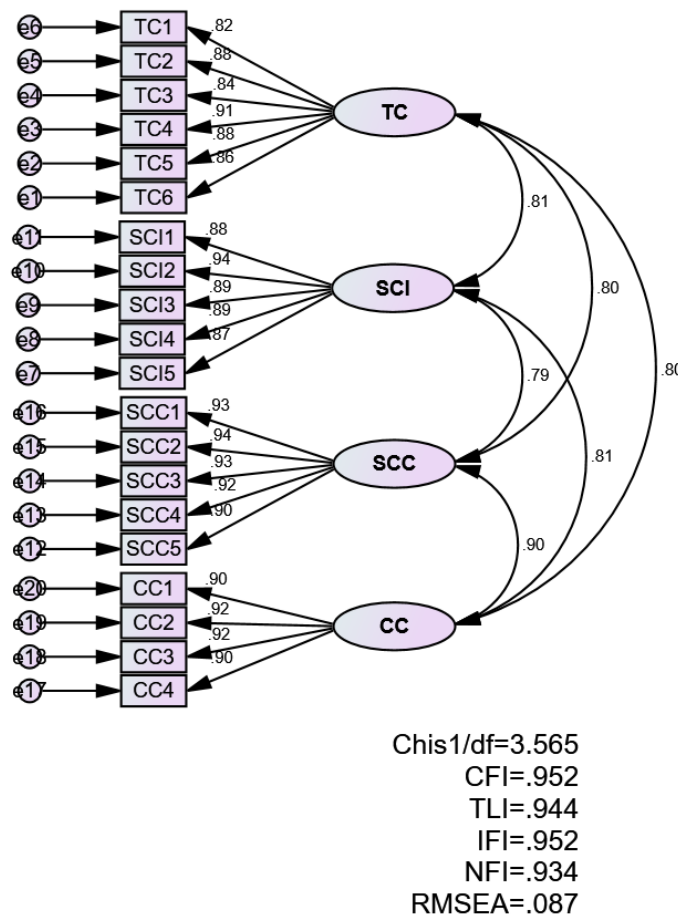 e6 TC1 .82
e5 TC2 .88
e4 TC3 .84
e3 TC4 .91
e2 TC5 .88
e1 TC6 .86
TC
.81
e11 SCI1 .88
e10 SCI2 .94
e9 SCI3 .89
e8 SCI4 .89
e7 SCI5 .87
SCI
.80
.80
.79
e16 SCC1 .93
e15 SCC2 .94
e14 SCC3 .93
e13 SCC4 .92
e12 SCC5 .90
SCC
.81
.90
e20 CC1 .90
e19 CC2 .92
e18 CC3 .92
e17 CC4 .90
CC
Chis1/df=3.565
CFI=.952
TLI=.944
IFI=.952
NFI=.934
RMSEA=.087